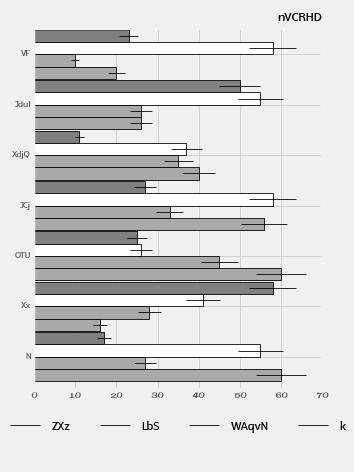 nVCRHD
VF
Jdul
XdjQ
JCj
OTU
Xx
N
0 10 20 30 40 50 60 70
ZXz LbS WAqvN k